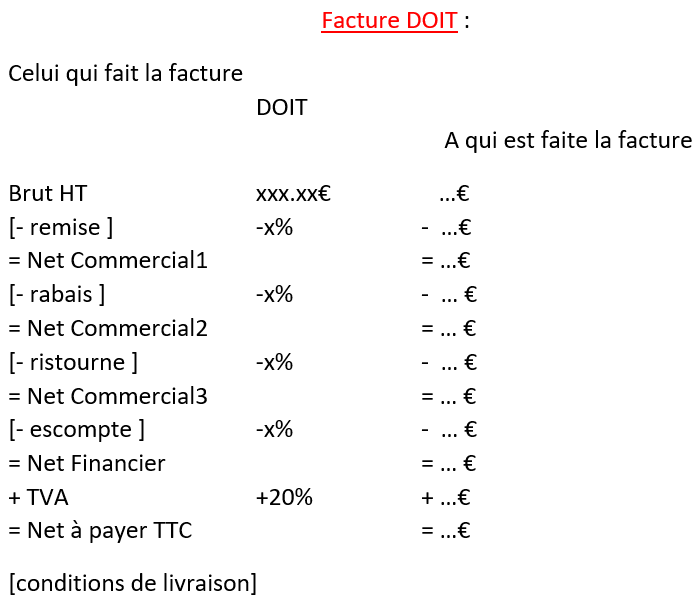 Facture DOIT :
Celui qui fait la facture
DOIT
A qui est faite la facture
Brut HT xxx.xx€ …€
[- remise ] -x% - …€
= Net Commercial1 = …€
[- rabais ] -x% - … €
= Net Commercial2 = … €
[- ristourne ] -x% - … €
= Net Commercial3 = … €
[- escompte ] -x% - … €
= Net Financier = … €
+ TVA +20% + …€
= Net à payer TTC = …€
[conditions de livraison]